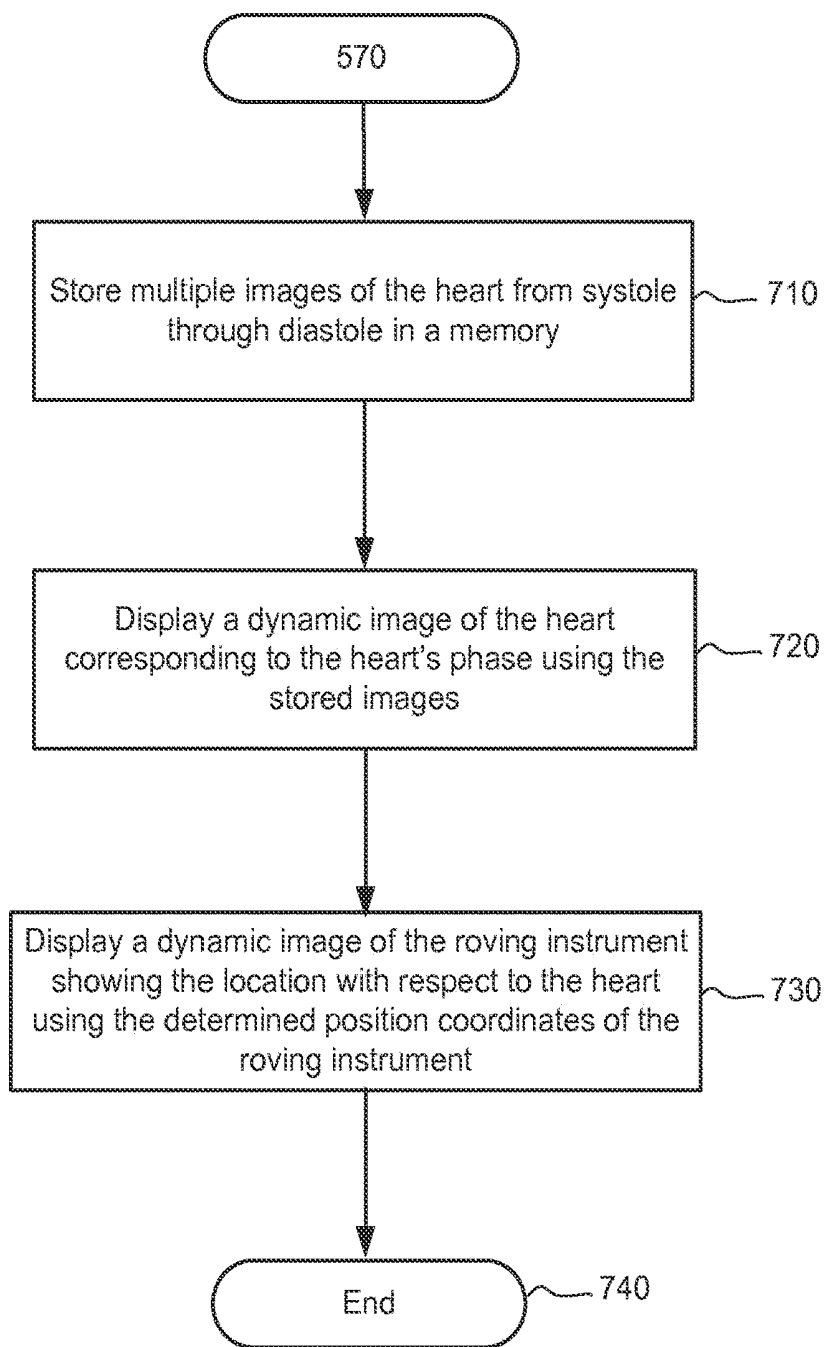 570
Store multiple images of the heart from systole
through diastole in a memory
710
Display a dynamic image of the heart
corresponding to the heart's phase using the
stored images
720
Display a dynamic image of the roving instrument
showing the location with respect to the heart
using the determined position coordinates of the
roving instrument
730
End
740